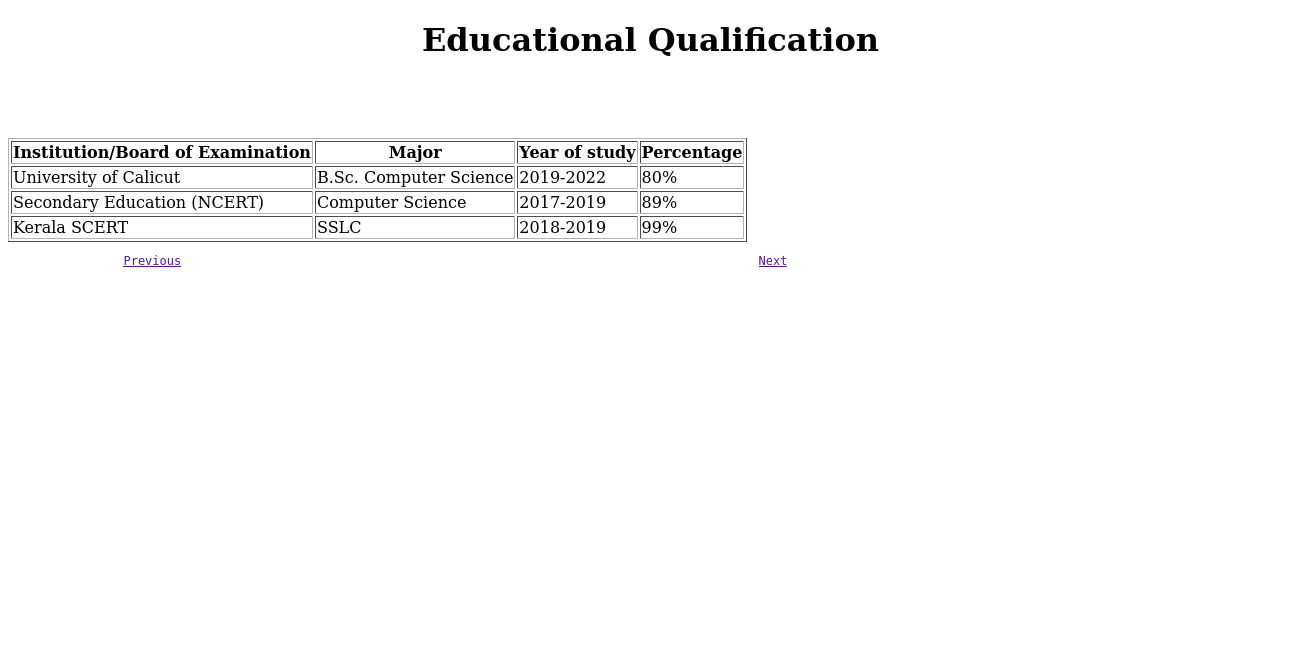 Educational Qualification
Institution/Board of Examination Major Year of study Percentage
University of Calicut B.Sc. Computer Science 2019-2022 80%
Secondary Education (NCERT) Computer Science 2017-2019 89%
Kerala SCERT SSLC 2018-2019 99%
Previous Next